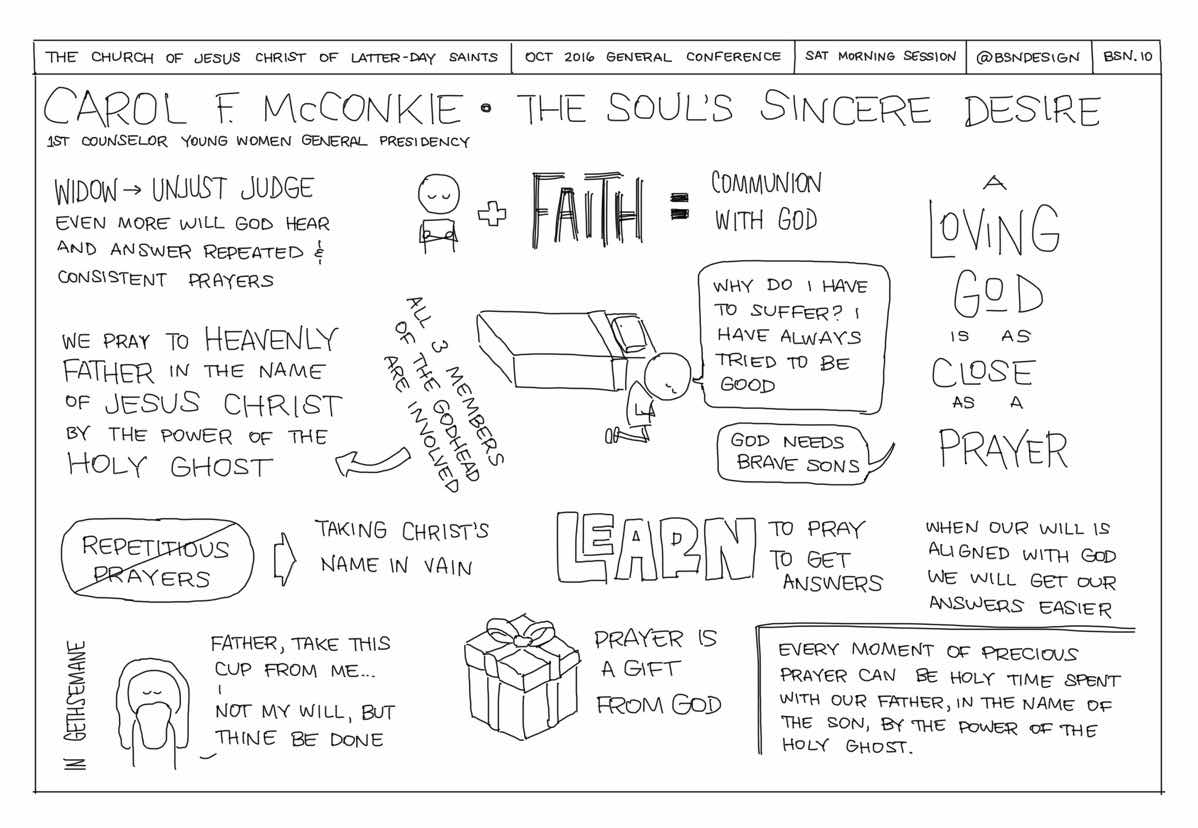 THE CHURCH OF JESUS CHRIST OF LATTER-DAY SAINTS
OCT 2016 GENERAL CONFERENCE
SAT MORNING SESSION
@BSNDESIGN
BSN.10
CAROL F. McCONKIE • THE SOUL'S SINCERE DESIRE
1ST COUNSELOR YOUNG WOMEN GENERAL PRESIDENCY
WIDOW → UNJUST JUDGE
EVEN MORE WILL GOD HEAR
AND ANSWER REPEATED &
CONSISTENT PRAYERS
+ FAITH =
COMMUNION
WITH GOD
A
LOVING
GOD
IS AS
CLOSE
AS A
PRAYER
WE PRAY TO HEAVENLY
FATHER IN THE NAME
OF JESUS CHRIST
BY THE POWER OF THE
HOLY GHOST
ALL 3 MEMBERS
OF THE GODHEAD
ARE INVOLVED
WHY DO I HAVE
TO SUFFER? I
HAVE ALWAYS
TRIED TO BE
GOOD
GOD NEEDS
BRAVE SONS
REPETITIOUS
PRAYERS
TAKING CHRIST'S
NAME IN VAIN
LEARN
TO PRAY
TO GET
ANSWERS
WHEN OUR WILL IS
ALIGNED WITH GOD
WE WILL GET OUR
ANSWERS EASIER
IN GETHSEMANE
FATHER, TAKE THIS
CUP FROM ME...
NOT MY WILL, BUT
THINE BE DONE
PRAYER IS
A GIFT
FROM GOD
EVERY MOMENT OF PRECIOUS
PRAYER CAN BE HOLY TIME SPENT
WITH OUR FATHER, IN THE NAME OF
THE SON, BY THE POWER OF THE
HOLY GHOST.